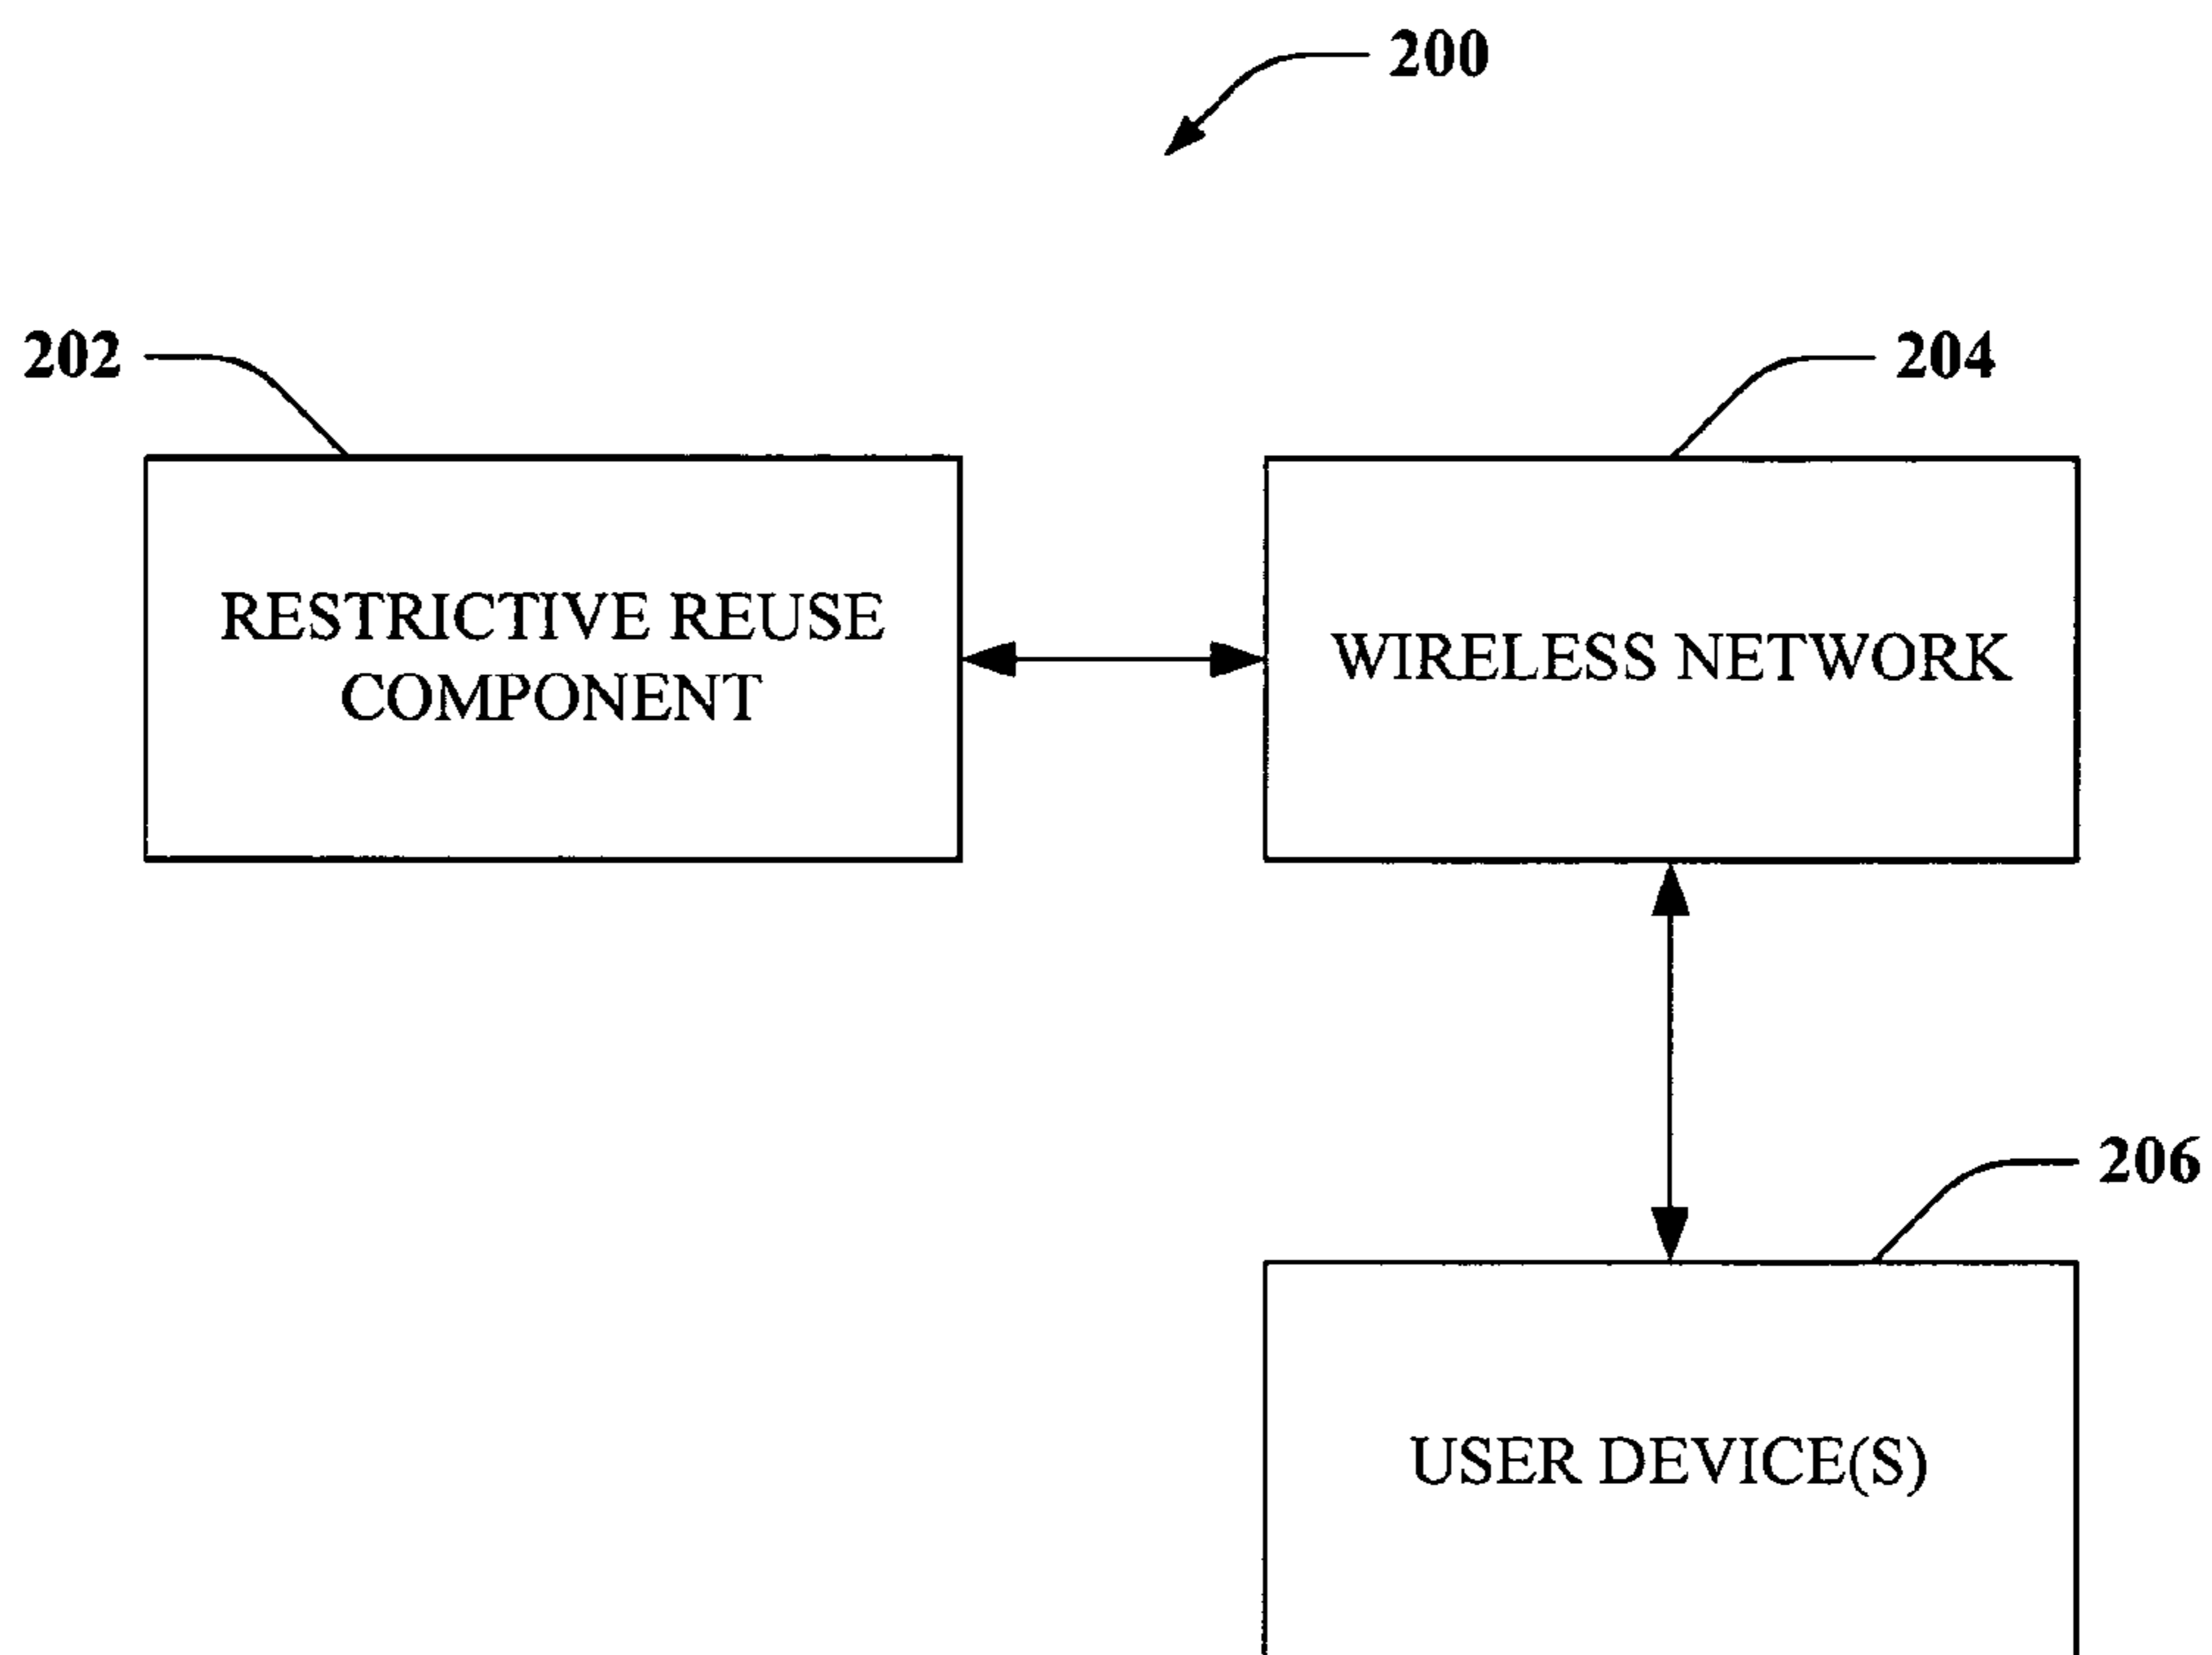 200
202
204
RESTRICTIVE REUSE
COMPONENT
WIRELESS NETWORK
206
USER DEVICE(S)